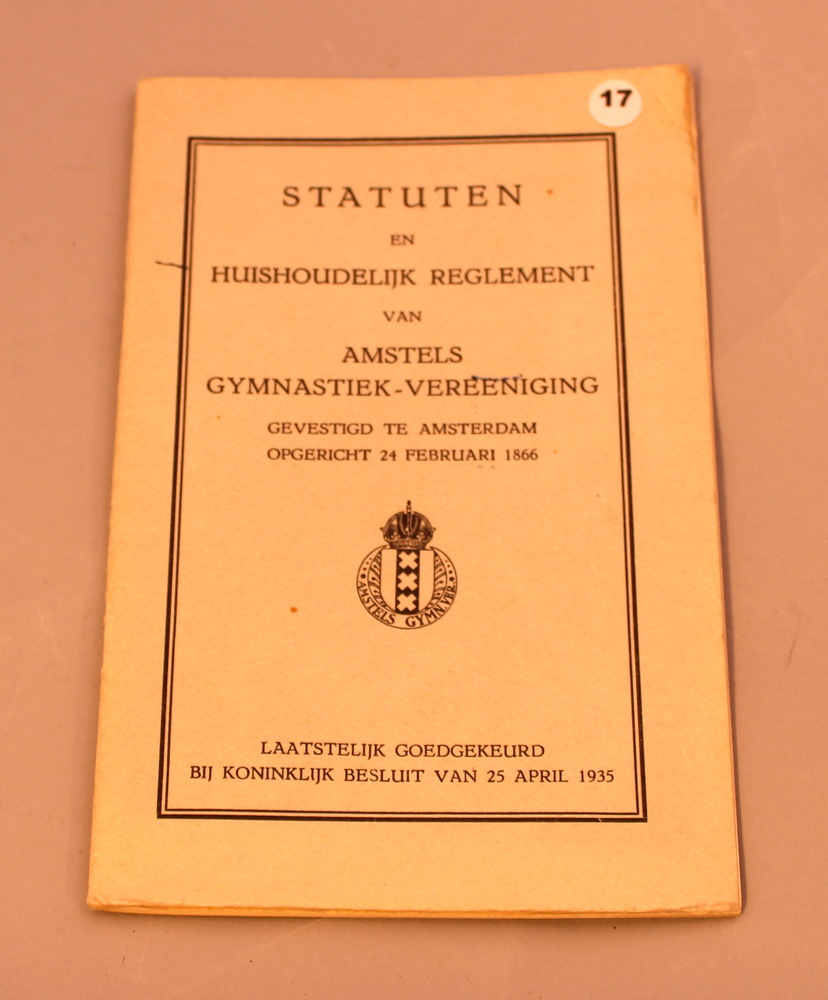 17
STATUTEN
EN
HUISHOUDELIJK REGLEMENT
VAN
AMSTELS
GYMNASTIEK-VEREENIGING
GEVESTIGD TE AMSTERDAM
OPGERICHT 24 FEBRUARI 1866
AMSTELS GYMN. VER.
LAATSTELIJK GOEDGEKEURD
BIJ KONINKLIJK BESLUIT VAN 25 APRIL 1935